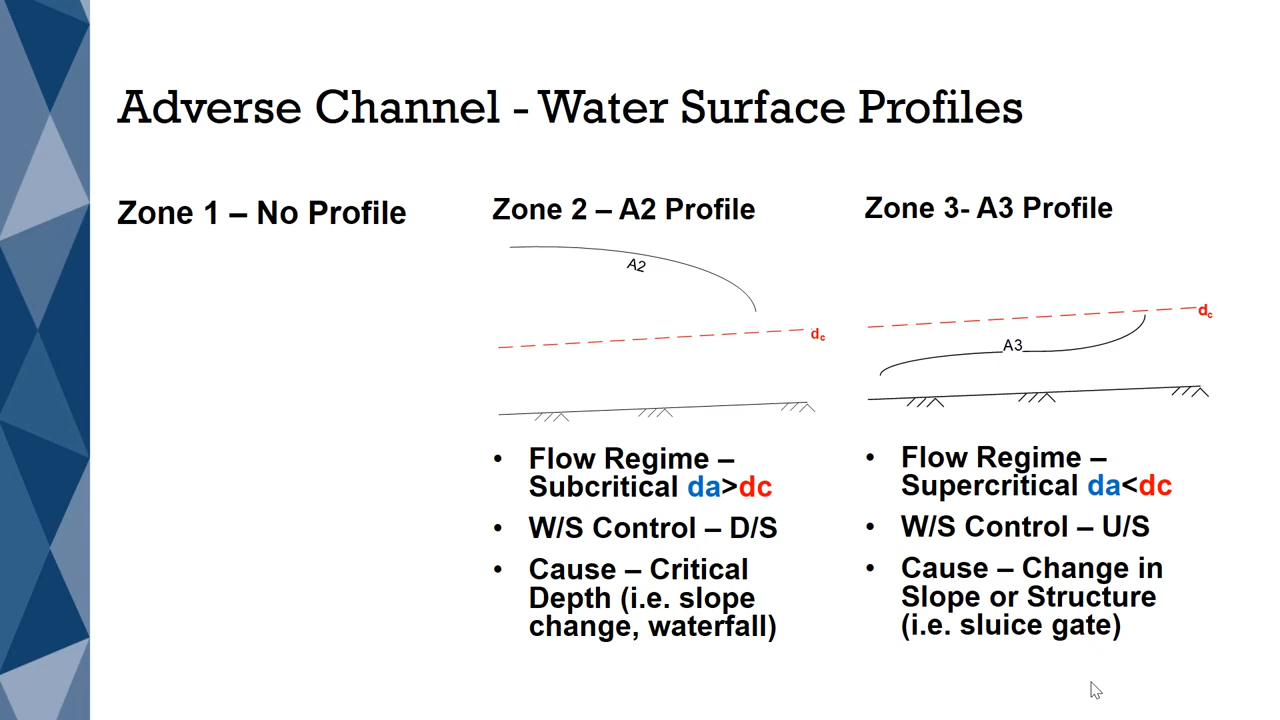 Adverse Channel - Water Surface Profiles
Zone 1 – No Profile
Zone 2 – A2 Profile
A2
dc
• Flow Regime –
Subcritical da>dc
• W/S Control – D/S
• Cause – Critical
Depth (i.e. slope
change, waterfall)
Zone 3- A3 Profile
dc
A3
• Flow Regime –
Supercritical da<dc
• W/S Control – U/S
• Cause – Change in
Slope or Structure
(i.e. sluice gate)